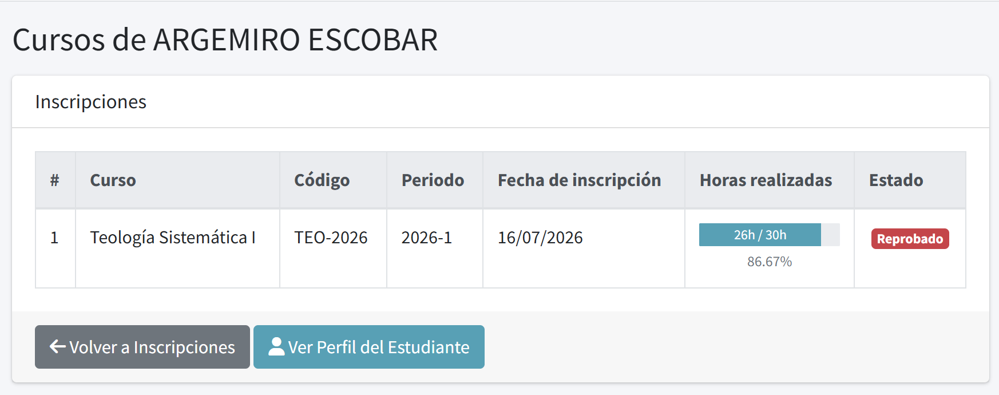 Cursos de ARGEMIRO ESCOBAR
Inscripciones
# Curso Código Periodo Fecha de inscripción Horas realizadas Estado
1 Teología Sistemática I TEO-2026 2026-1 16/07/2026 26h / 30h Reprobado
86.67%
Volver a Inscripciones Ver Perfil del Estudiante